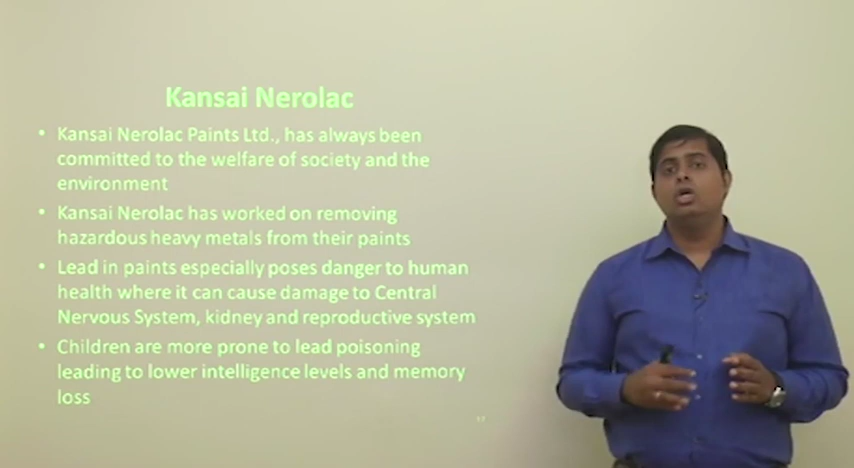 Kansai Nerolac
• Kansai Nerolac Paints Ltd., has always been
committed to the welfare of society and the
environment
• Kansai Nerolac has worked on removing
hazardous heavy metals from their paints
• Lead in paints especially poses danger to human
health where it can cause damage to Central
Nervous System, kidney and reproductive system
• Children are more prone to lead poisoning
leading to lower intelligence levels and memory
loss